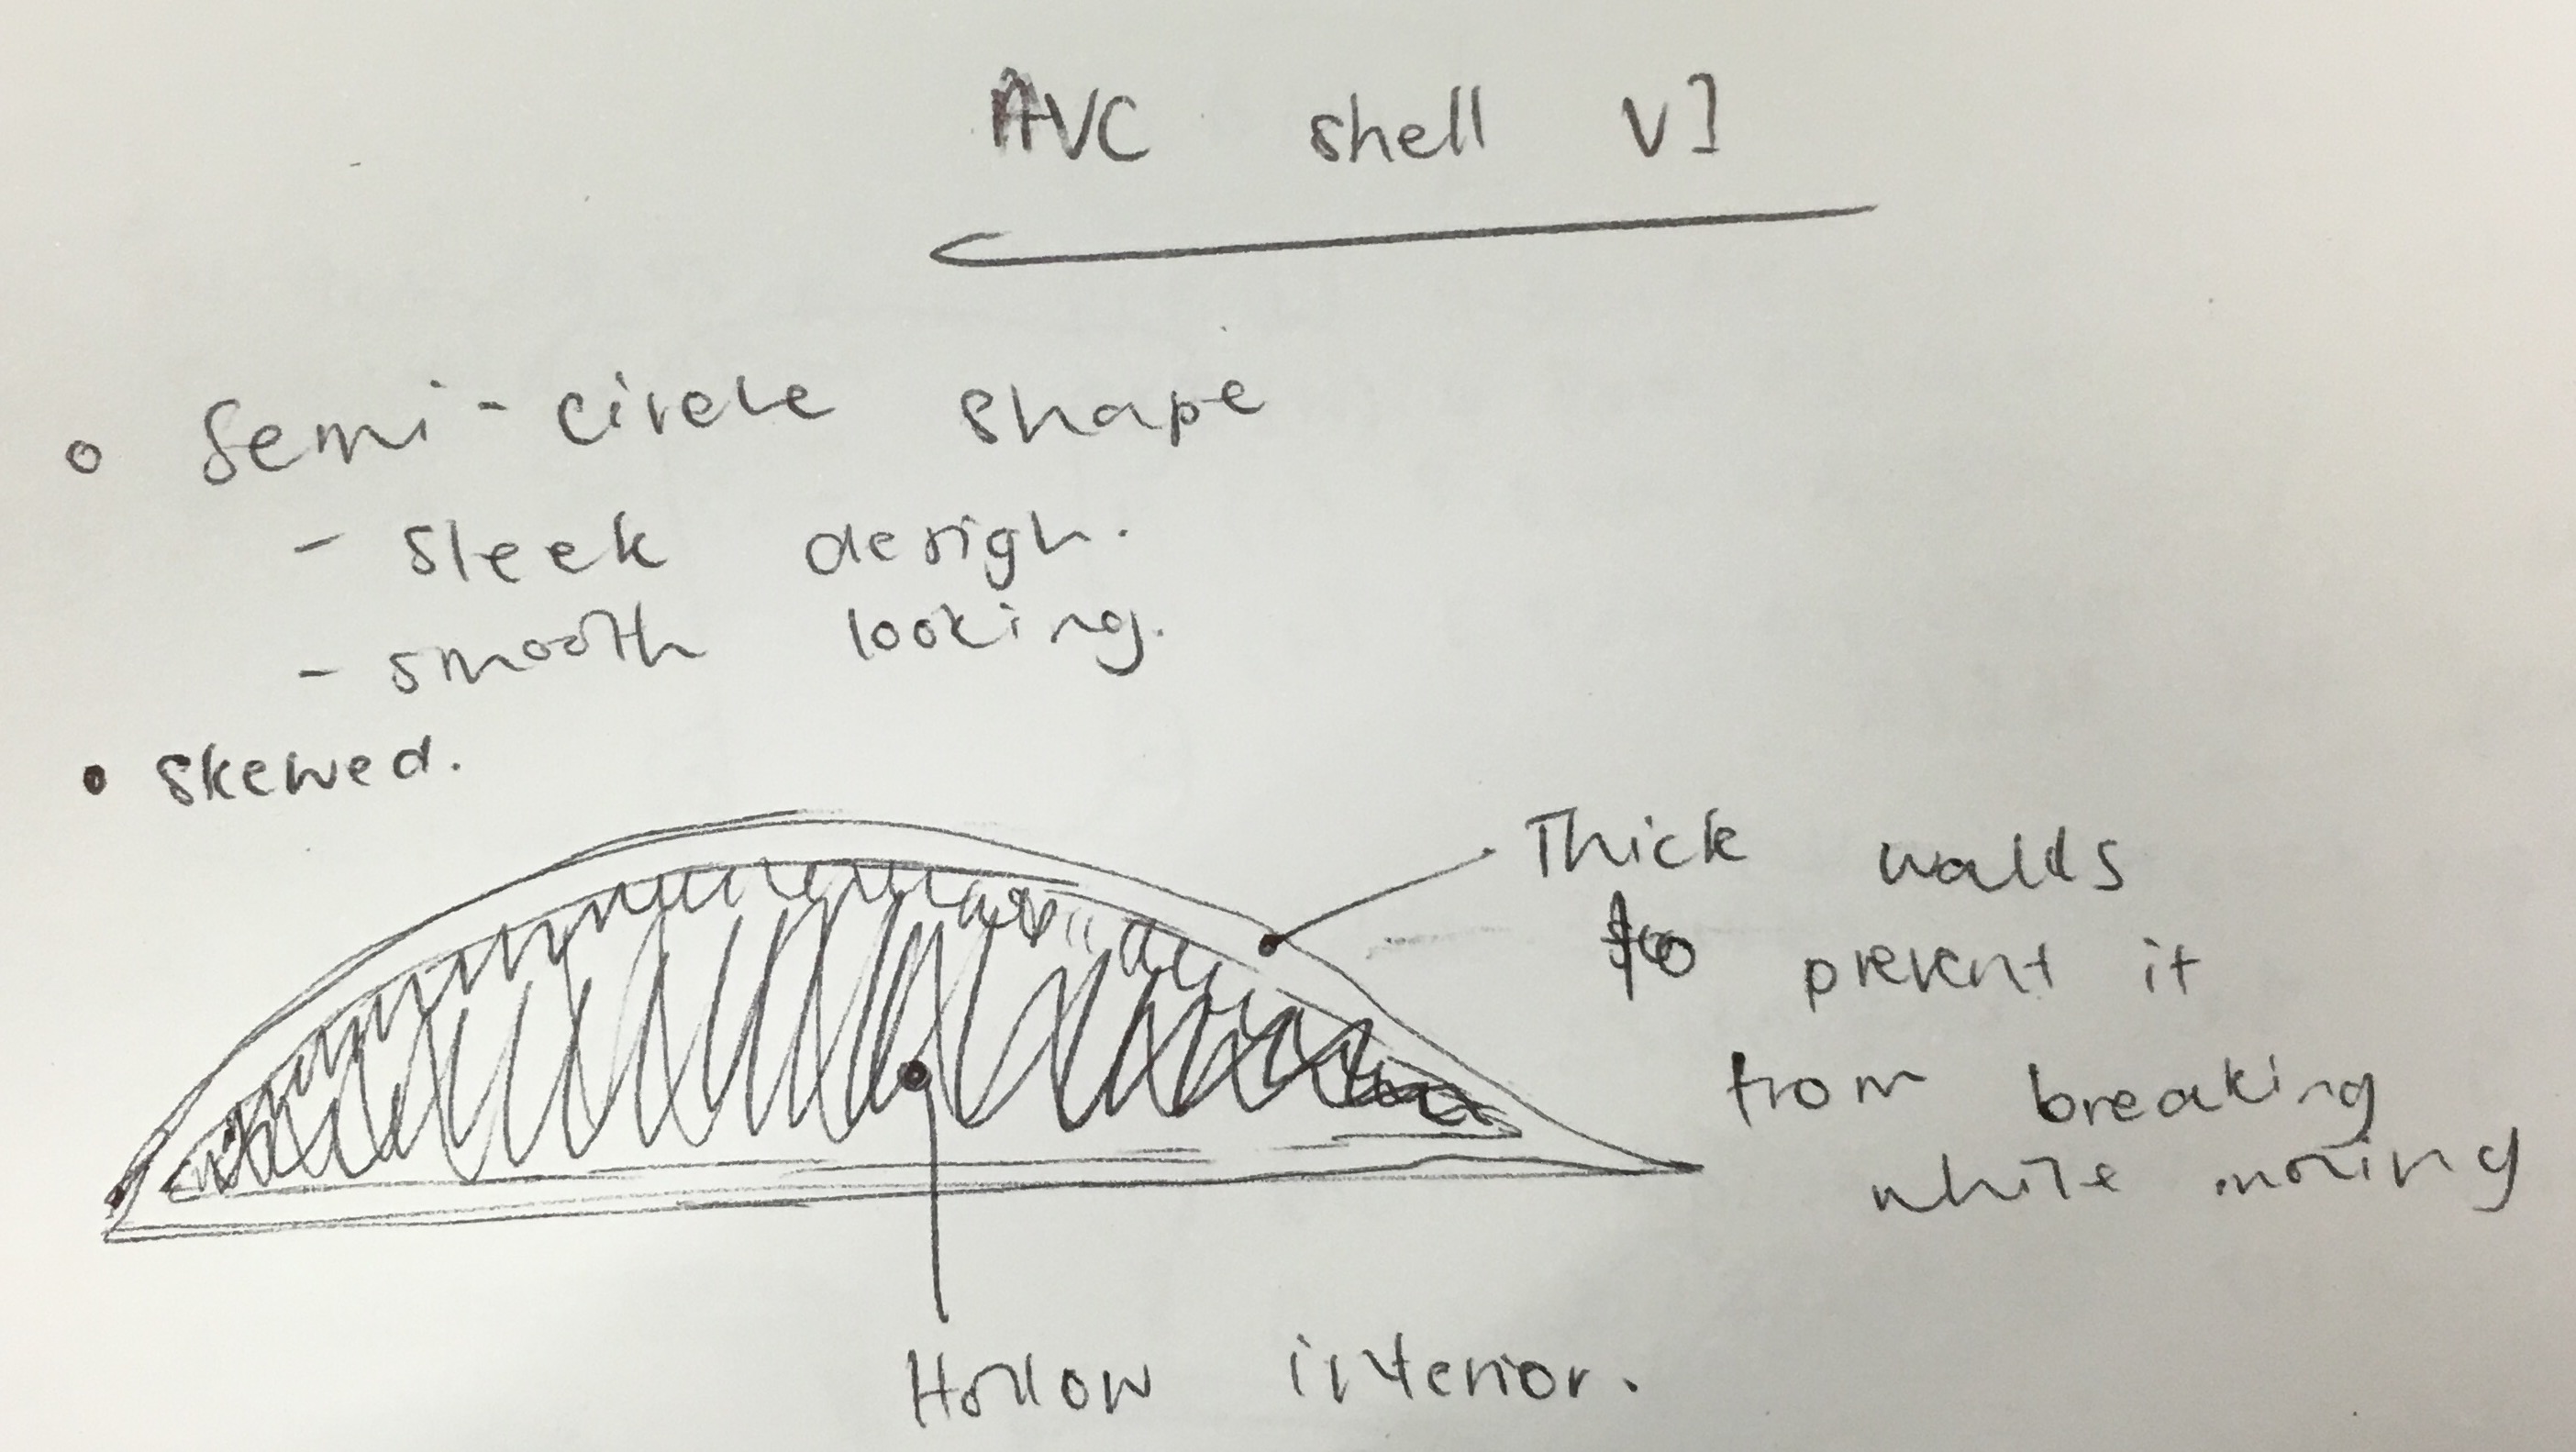 AVC shell V1
Semi-circle shape
- sleek design.
- smooth looking.
• skewed.
Thick walls
to prevent it
from breaking
while moving
Hollow interior.